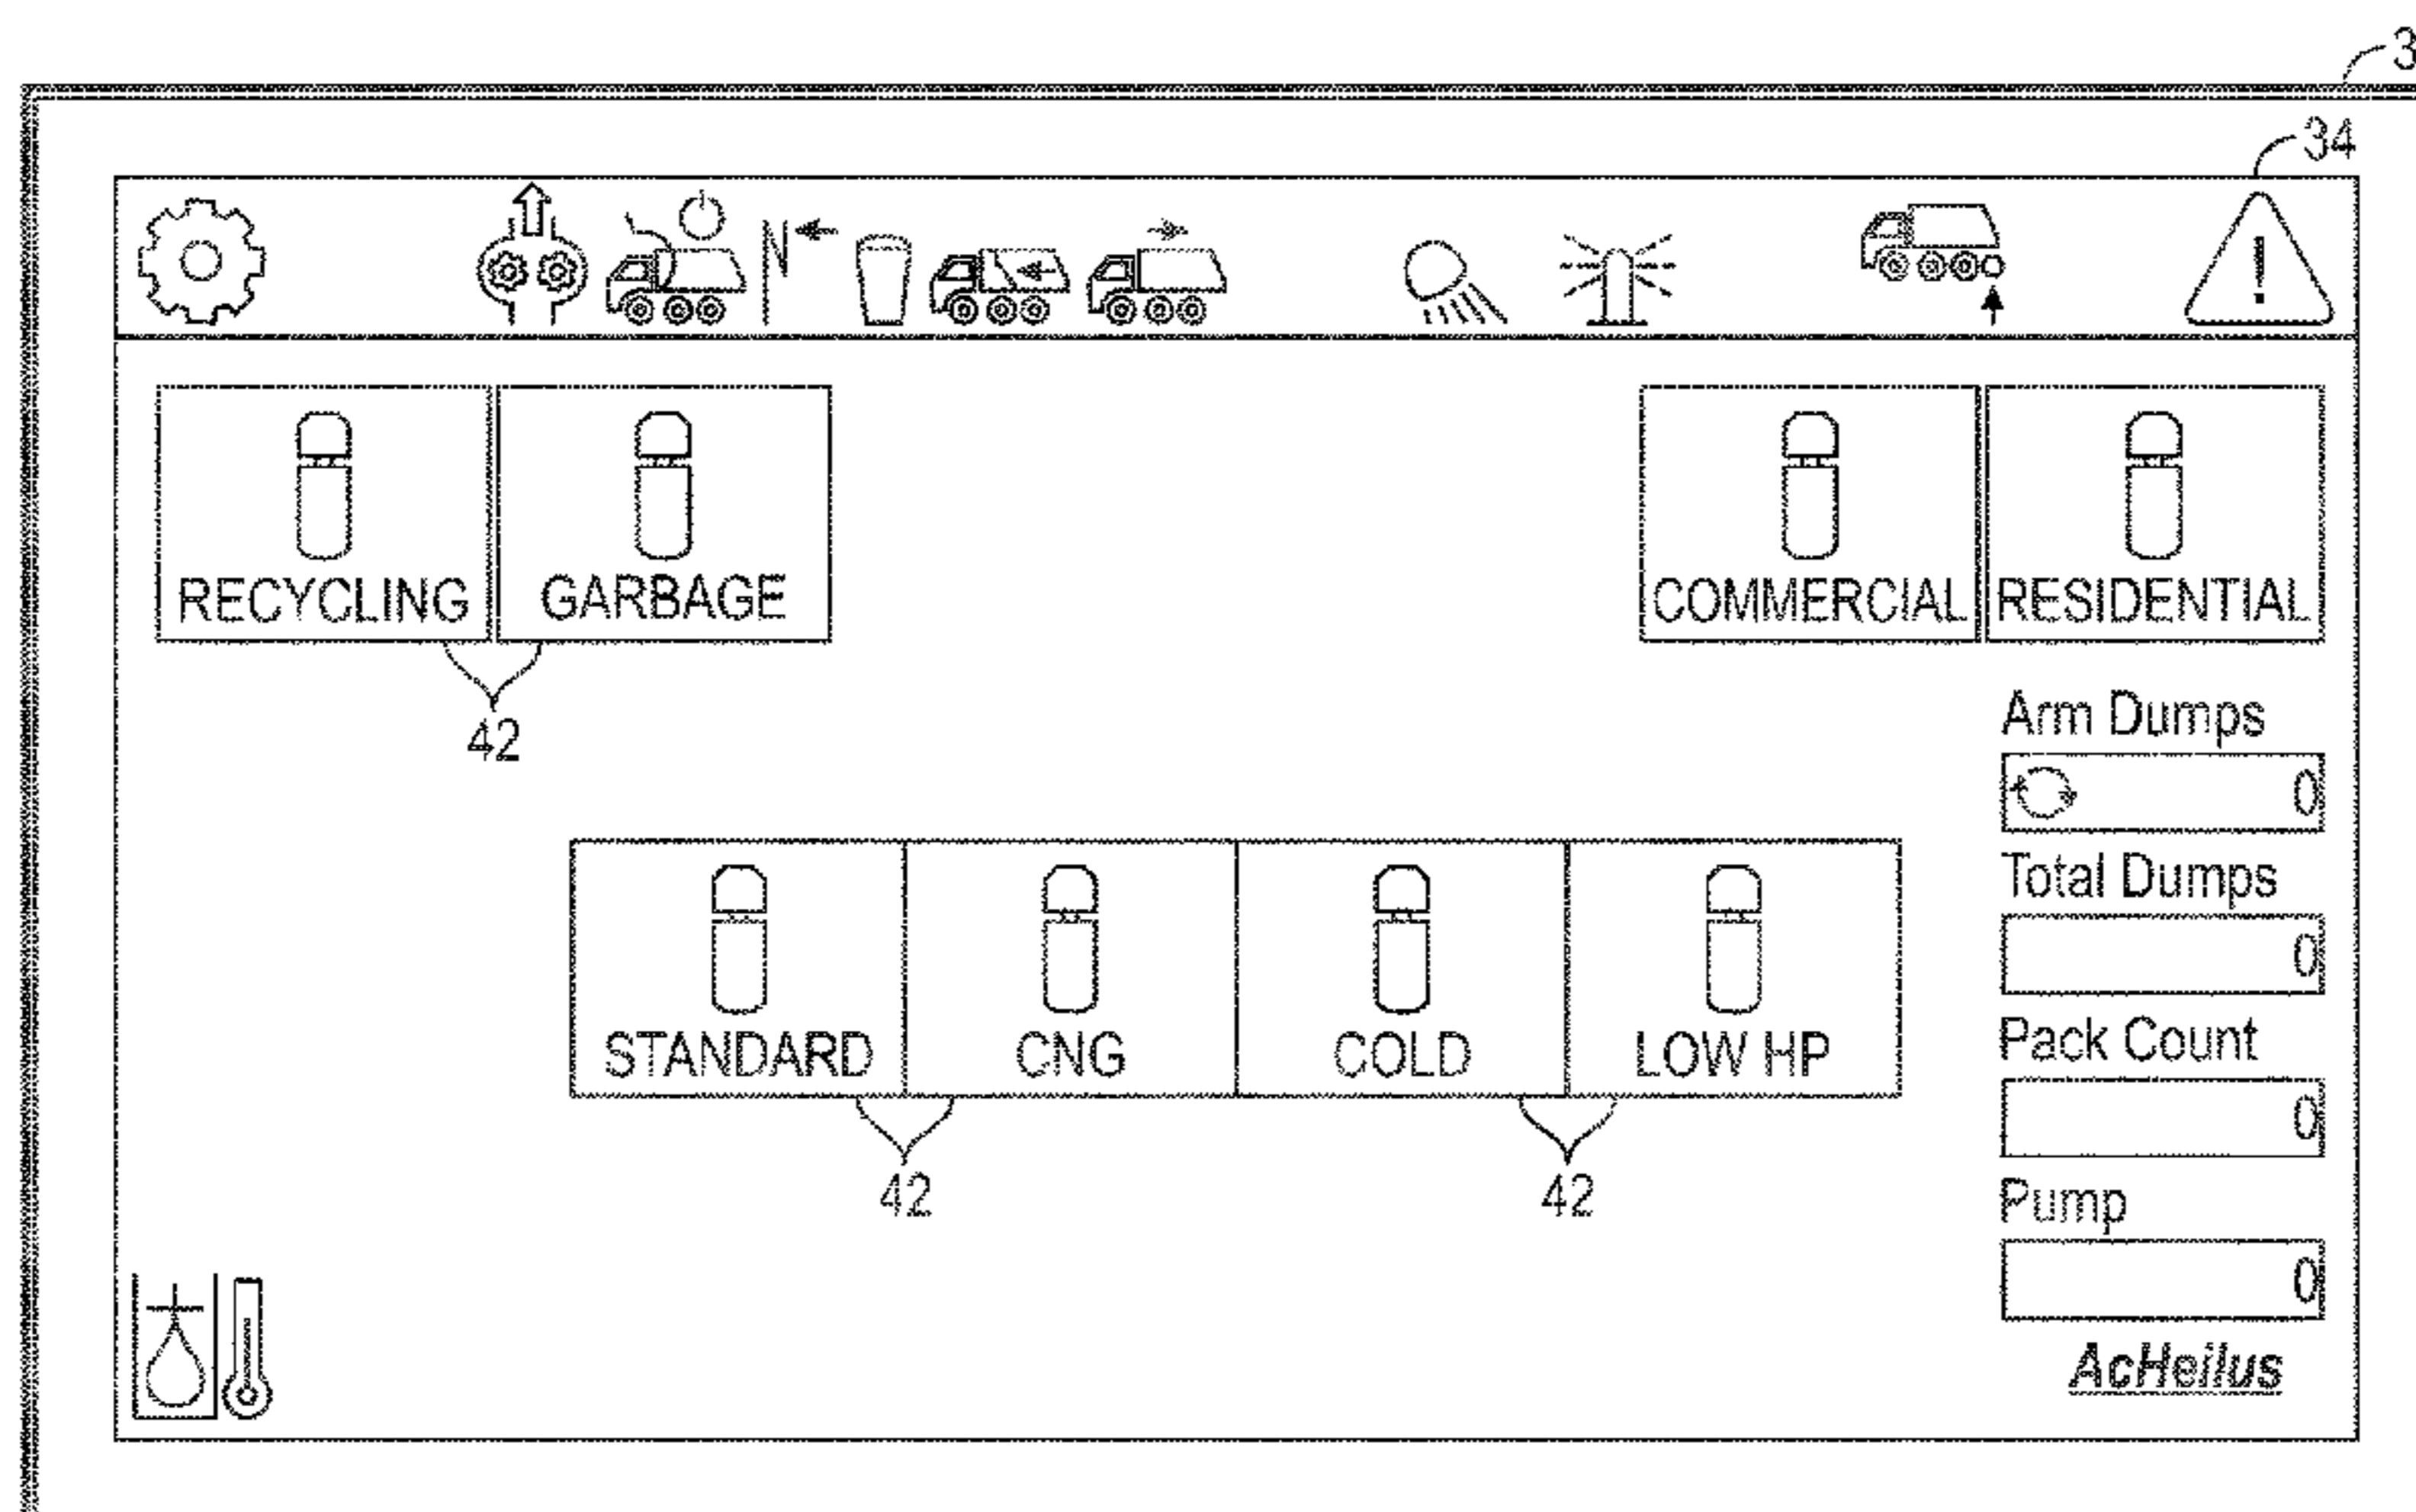 3
34
RECYCLING GARBAGE COMMERCIAL RESIDENTIAL
42
Arm Dumps
0
Total Dumps
0
STANDARD CNG COLD LOW HP
Pack Count
0
42 42
Pump
0
AcHeilus